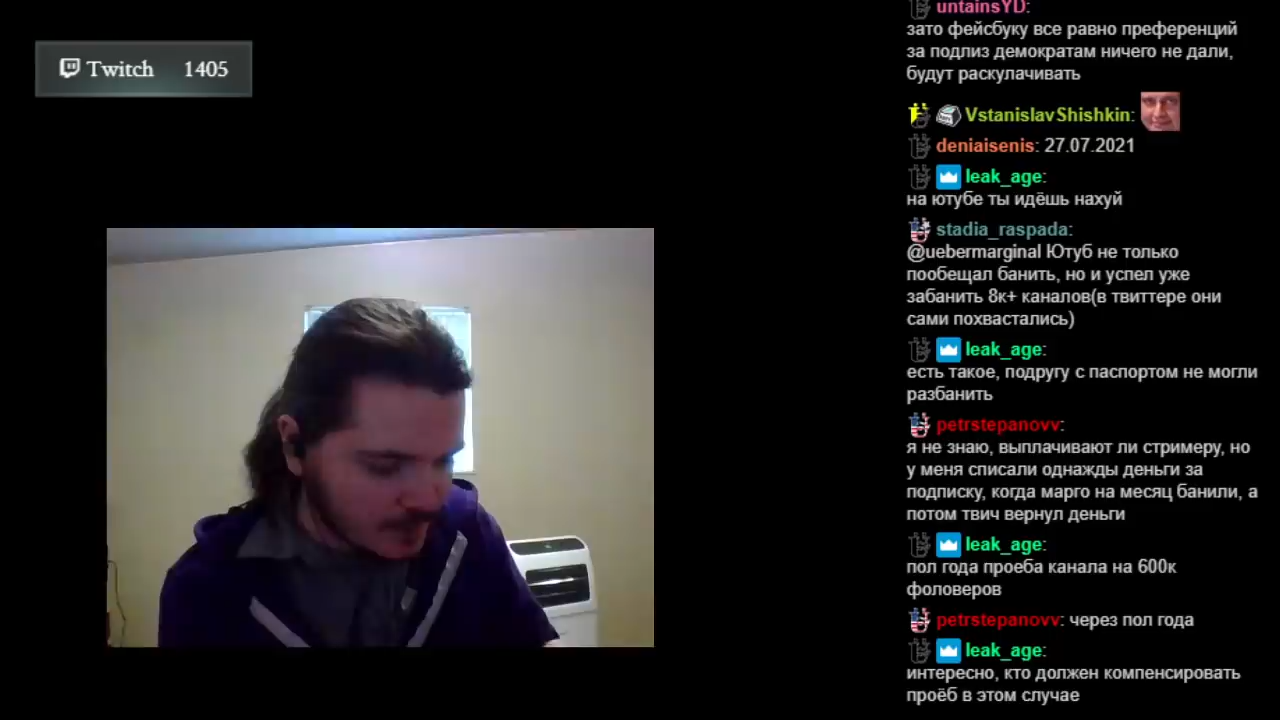 Twitch 1405
untainsYD:
зато фейсбуку все равно преференций
за подлиз демократам ничего не дали,
будут раскулачивать
VstanislavShishkin:
deniaisenis: 27.07.2021
leak_age:
на ютубе ты идёшь нахуй
stadia_raspada:
@uebermarginal Ютуб не только
пообещал банить, но и успел уже
забанить 8к+ каналов(в твиттере они
сами похвастались)
leak_age:
есть такое, подругу с паспортом не могли
разбанить
petrstepanovv:
я не знаю, выплачивают ли стримеру, но
у меня списали однажды деньги за
подписку, когда марго на месяц банили, а
потом твич вернул деньги
leak_age:
пол года проеба канала на 600к
фоловеров
petrstepanovv: через пол года
leak_age:
интересно, кто должен компенсировать
проёб в этом случае